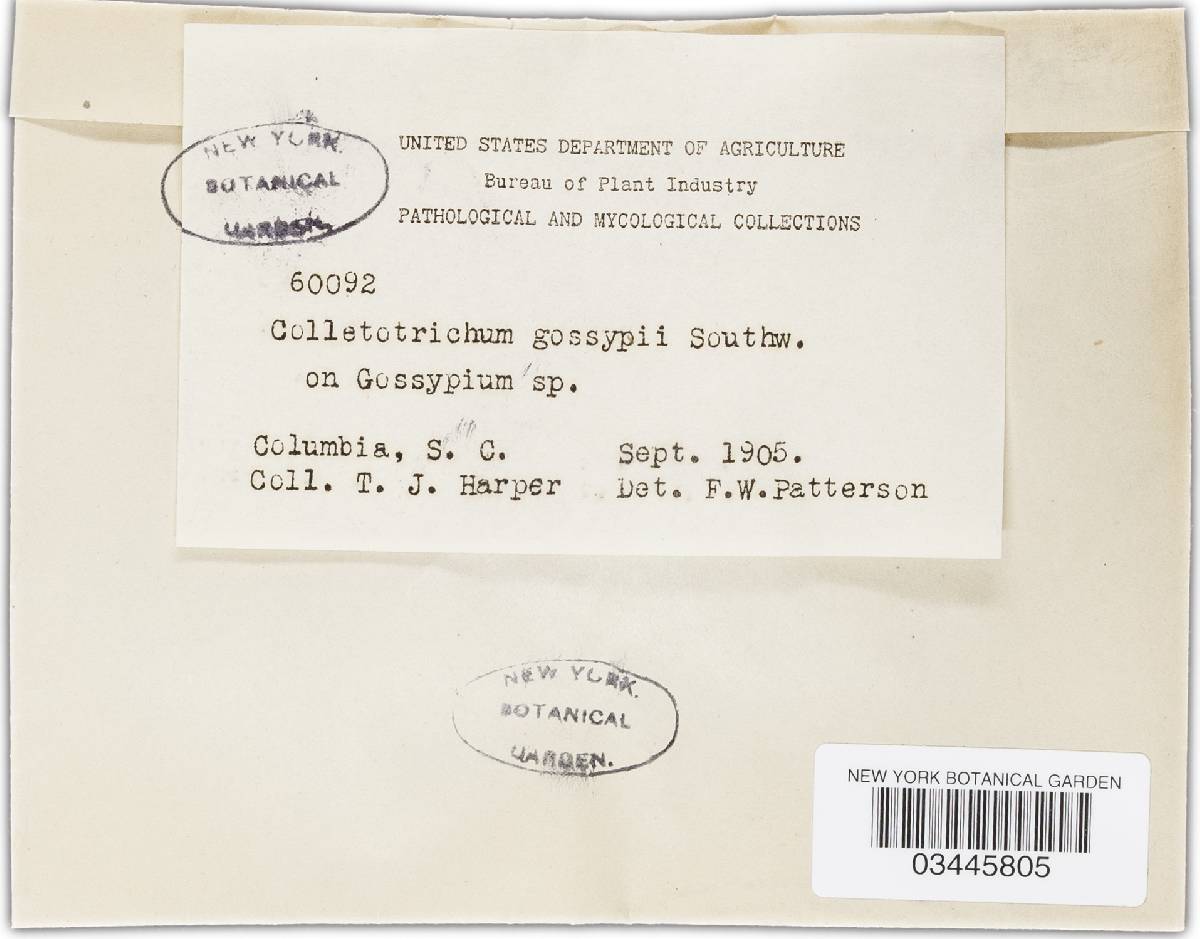 NEW YORK.
BOTANICAL
GARDEN.
UNITED STATES DEPARTMENT OF AGRICULTURE
Bureau of Plant Industry
PATHOLOGICAL AND MYCOLOGICAL COLLECTIONS
60092
Colletotrichum gossypii Southw.
on Gossypium sp.
Columbia, S. C. Sept. 1905.
Coll. T. J. Harper Det. F.W.Patterson
NEW YORK.
BOTANICAL
GARDEN.
NEW YORK BOTANICAL GARDEN
03445805